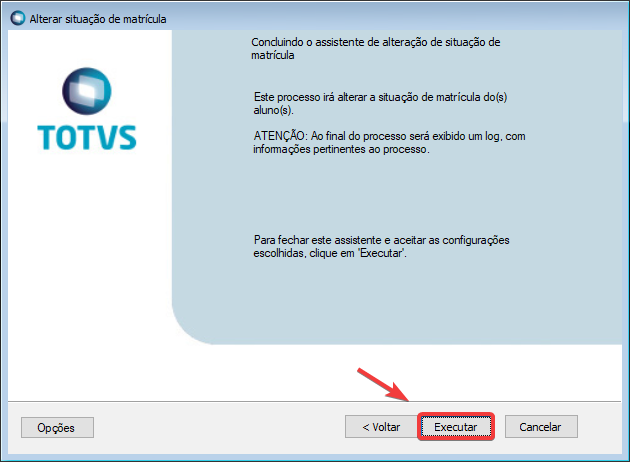 Alterar situação de matrícula
Concluindo o assistente de alteração de situação de
matrícula
Este processo irá alterar a situação de matrícula do(s)
aluno(s).
ATENÇÃO: Ao final do processo será exibido um log, com
informações pertinentes ao processo.
TOTVS
Para fechar este assistente e aceitar as configurações
escolhidas, clique em 'Executar'.
Opções
< Voltar
Executar
Cancelar